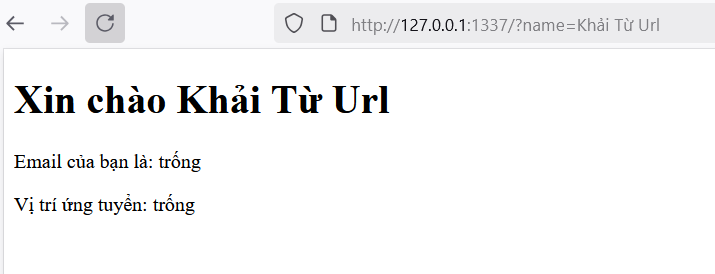 http://127.0.0.1:1337/?name=Khải Từ Url
Xin chào Khải Từ Url
Email của bạn là: trống
Vị trí ứng tuyển: trống